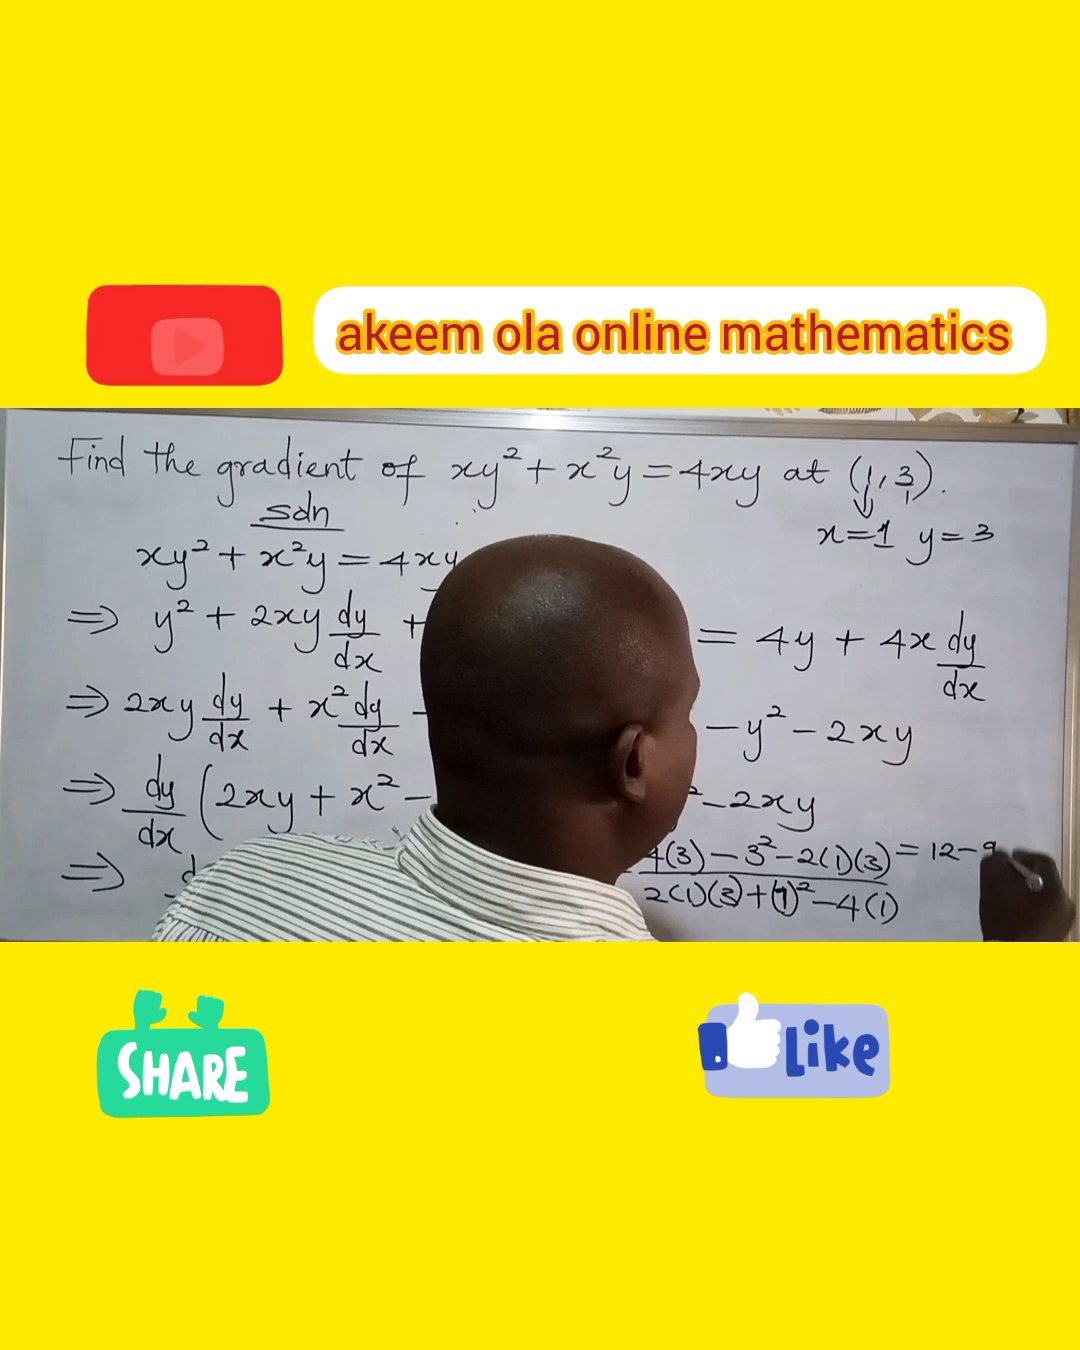 akeem ola online mathematics
Find the gradient of xy² + x²y = 4xy at (1,3).
Soln
x=1 y=3
xy² + x²y = 4xy
⇒ y² + 2xy dy/dx + = 4y + 4x dy/dx
⇒ 2xy dy/dx + x² dy/dx - - y² - 2xy
⇒ dy/dx (2xy + x² - ² - 2xy
⇒ 4(3) - 3² - 2(1)(3) / 2(1)(3) + (1)² - 4(1) = 12 - 9
SHARE
Like